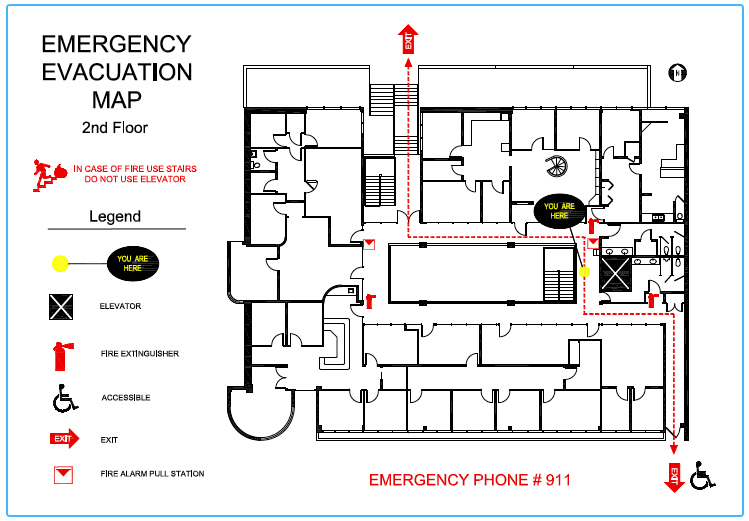 EMERGENCY
EVACUATION
MAP
2nd Floor
IN CASE OF FIRE USE STAIRS
DO NOT USE ELEVATOR
Legend
YOU ARE
HERE
ELEVATOR
FIRE EXTINGUISHER
ACCESSIBLE
EXIT
EXIT
FIRE ALARM PULL STATION
EXIT
N
YOU ARE
HERE
EXIT
EMERGENCY PHONE # 911